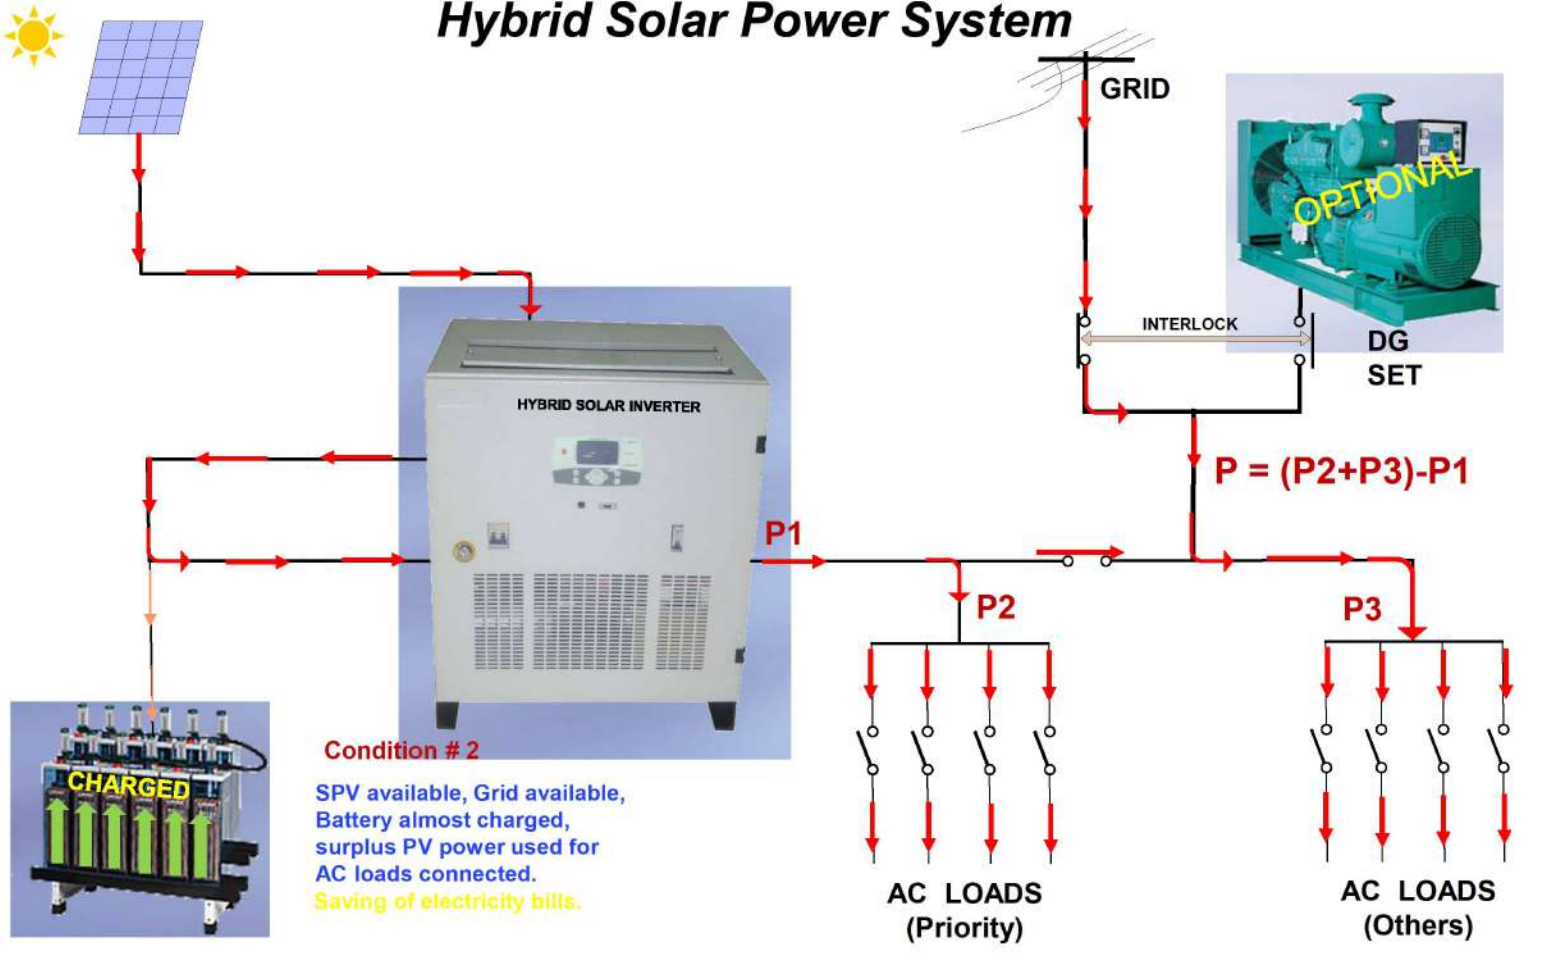 Hybrid Solar Power System
GRID
OPTIONAL
INTERLOCK
DG
SET
HYBRID SOLAR INVERTER
P = (P2+P3)-P1
P1
P2
P3
CHARGED
Condition # 2
SPV available, Grid available,
Battery almost charged,
surplus PV power used for
AC loads connected.
Saving of electricity bills.
AC LOADS
(Priority)
AC LOADS
(Others)